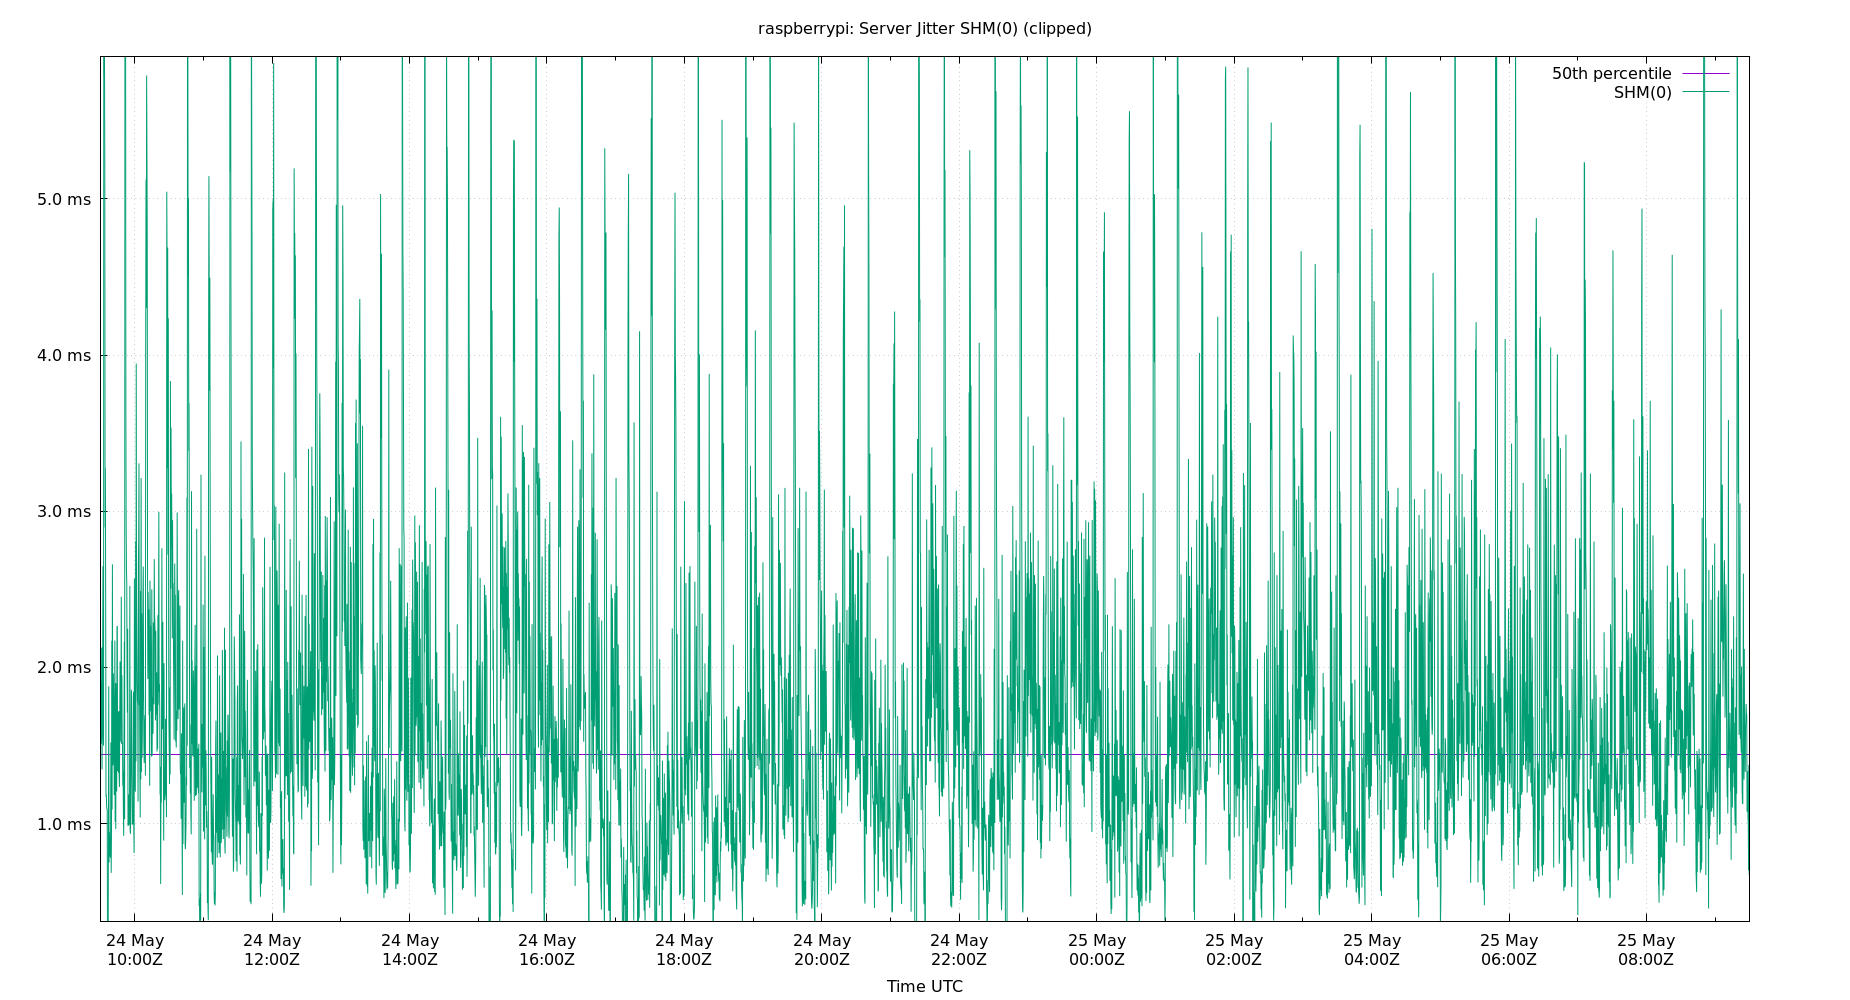 raspberrypi: Server Jitter SHM(0) (clipped)
50th percentile
SHM(0)
5.0 ms
4.0 ms
3.0 ms
2.0 ms
1.0 ms
24 May 24 May 24 May 24 May 24 May 24 May 24 May 25 May 25 May 25 May 25 May 25 May
10:00Z 12:00Z 14:00Z 16:00Z 18:00Z 20:00Z 22:00Z 00:00Z 02:00Z 04:00Z 06:00Z 08:00Z
Time UTC